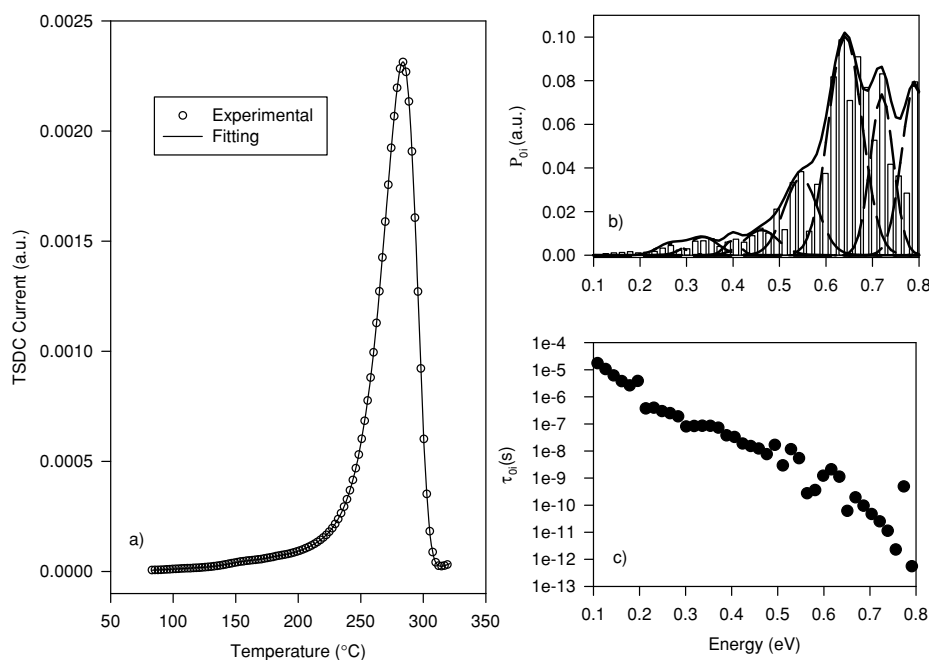 0.0025
0.0020
0.0015
0.0010
0.0005
0.0000
TSDC Current (a.u.)
Experimental
Fitting
a)
50 100 150 200 250 300 350
Temperature (°C)
0.10
0.08
0.06
0.04
0.02
0.00
P0i (a.u.)
b)
0.1 0.2 0.3 0.4 0.5 0.6 0.7 0.8
1e-4
1e-5
1e-6
1e-7
1e-8
1e-9
1e-10
1e-11
1e-12
1e-13
τ0i(s)
c)
0.1 0.2 0.3 0.4 0.5 0.6 0.7 0.8
Energy (eV)